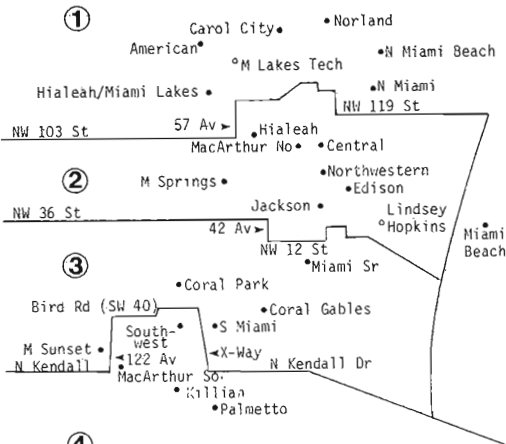 1
Norland
Carol City
American
N Miami Beach
M Lakes Tech
N Miami
Hialeah/Miami Lakes
NW 119 St
57 Av
Hialeah
NW 103 St
MacArthur No
Central
Northwestern
2
M Springs
Edison
Jackson
Lindsey
Hopkins
NW 36 St
42 Av
Miami
Beach
NW 12 St
3
Miami Sr
Coral Park
Bird Rd (SW 40)
Coral Gables
South-
west
S Miami
M Sunset
122 Av
X-Way
N Kendall
N Kendall Dr
MacArthur So.
Killian
Palmetto
4